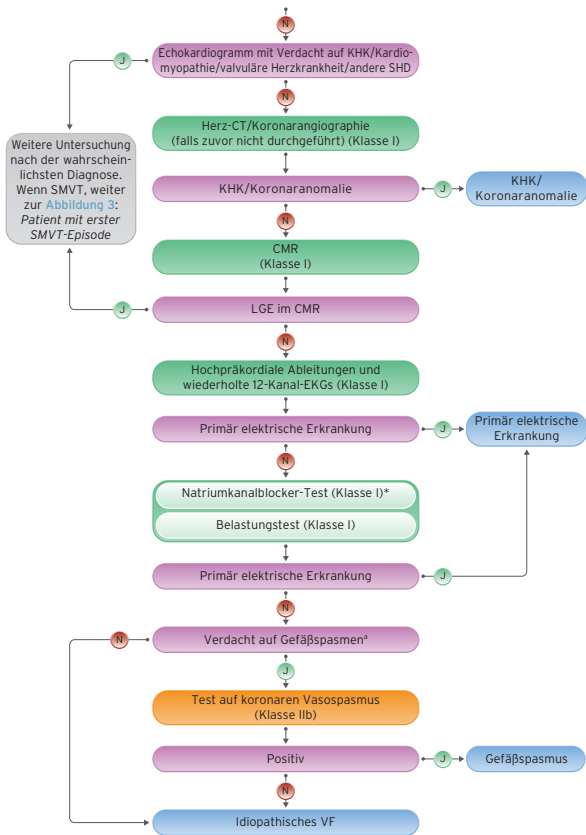 N
Echokardiogramm mit Verdacht auf KHK/Kardio-
myopathie/valvuläre Herzkrankheit/andere SHD
J
N
Herz-CT/Koronarangiographie
(falls zuvor nicht durchgeführt) (Klasse I)
Weitere Untersuchung
nach der wahrschein-
lichsten Diagnose.
Wenn SMVT, weiter
zur Abbildung 3:
Patient mit erster
SMVT-Episode
KHK/Koronaranomalie
J
KHK/
Koronaranomalie
N
CMR
(Klasse I)
LGE im CMR
J
N
Hochpräkordiale Ableitungen und
wiederholte 12-Kanal-EKGs (Klasse I)
Primär elektrische Erkrankung
J
Primär elektrische
Erkrankung
N
Natriumkanalblocker-Test (Klasse I)*
Belastungstest (Klasse I)
Primär elektrische Erkrankung
J
N
Verdacht auf Gefäßspasmenᵃ
N
J
Test auf koronaren Vasospasmus
(Klasse IIb)
Positiv
J
Gefäßspasmus
N
Idiopathisches VF